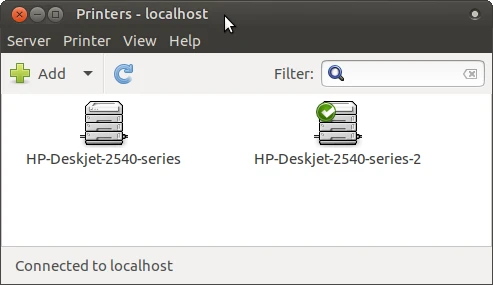 Printers - localhost
Server Printer View Help
Add Filter:
HP-Deskjet-2540-series HP-Deskjet-2540-series-2
Connected to localhost